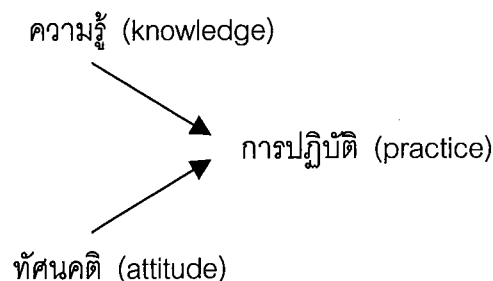 ความรู้ (knowledge)
การปฏิบัติ (practice)
ทัศนคติ (attitude)